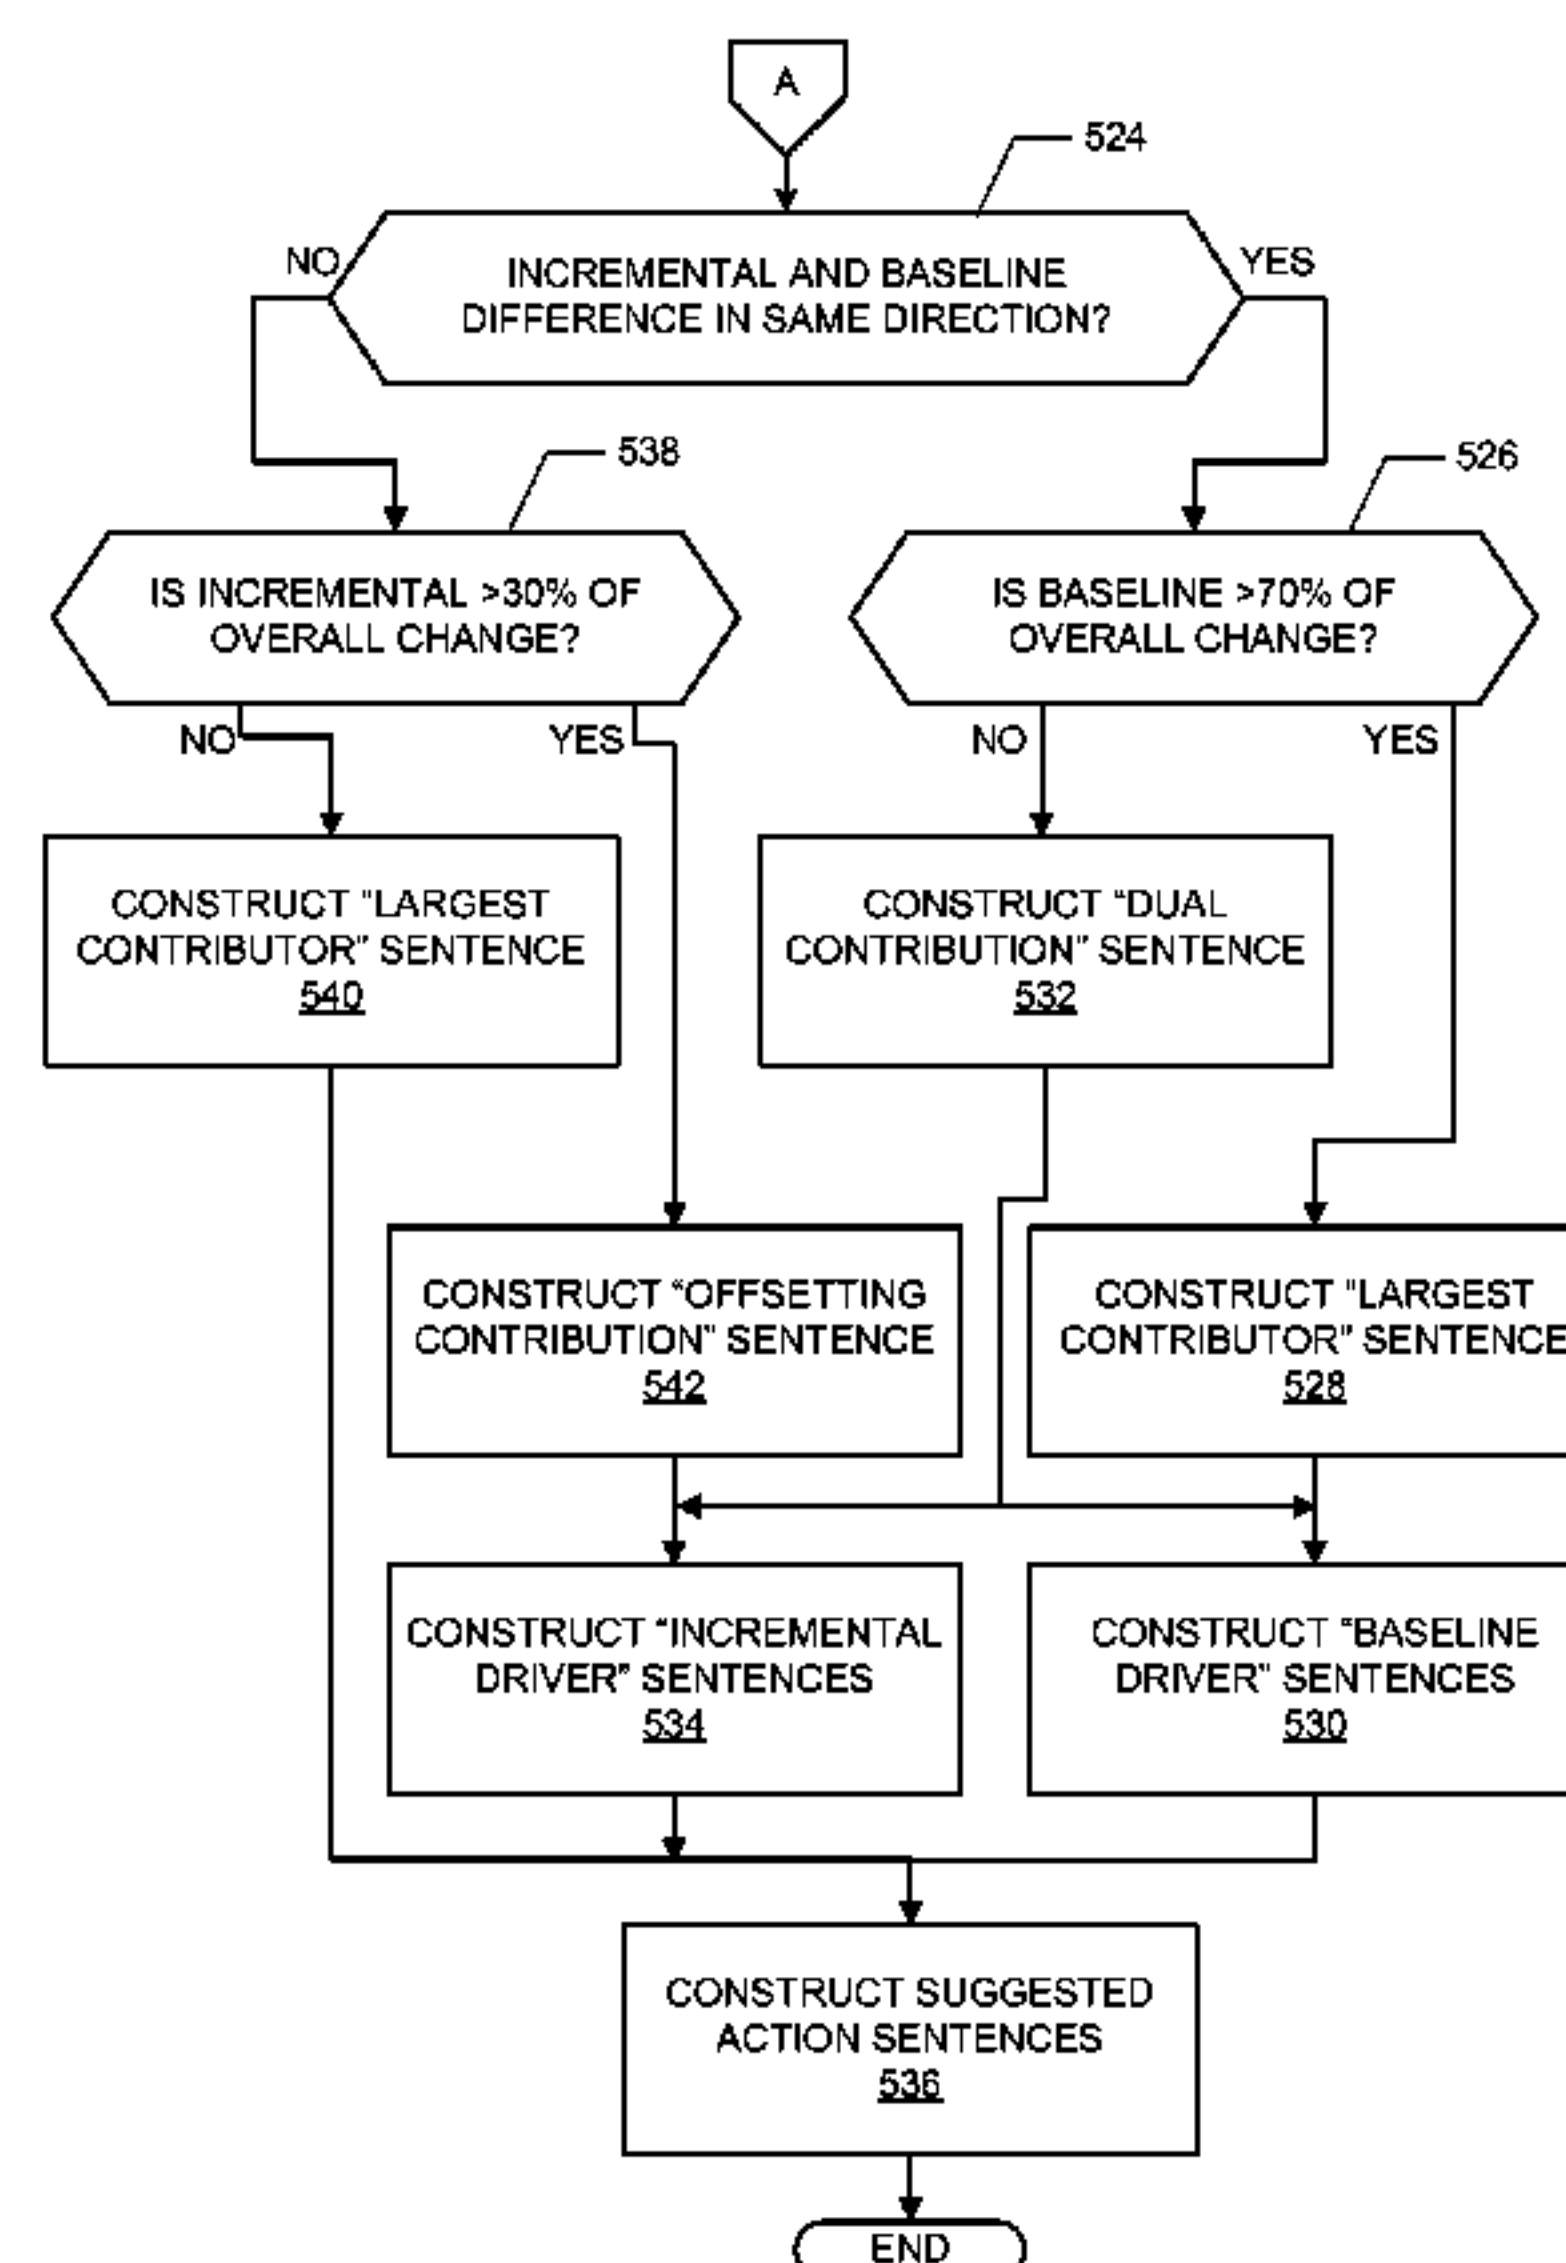 A
524
NO
YES
INCREMENTAL AND BASELINE
DIFFERENCE IN SAME DIRECTION?
538
526
IS INCREMENTAL >30% OF
OVERALL CHANGE?
IS BASELINE >70% OF
OVERALL CHANGE?
NO
YES
NO
YES
CONSTRUCT "LARGEST
CONTRIBUTOR" SENTENCE
540
CONSTRUCT "DUAL
CONTRIBUTION" SENTENCE
532
CONSTRUCT "OFFSETTING
CONTRIBUTION" SENTENCE
542
CONSTRUCT "LARGEST
CONTRIBUTOR" SENTENCE
528
CONSTRUCT "INCREMENTAL
DRIVER" SENTENCES
534
CONSTRUCT "BASELINE
DRIVER" SENTENCES
530
CONSTRUCT SUGGESTED
ACTION SENTENCES
536
END